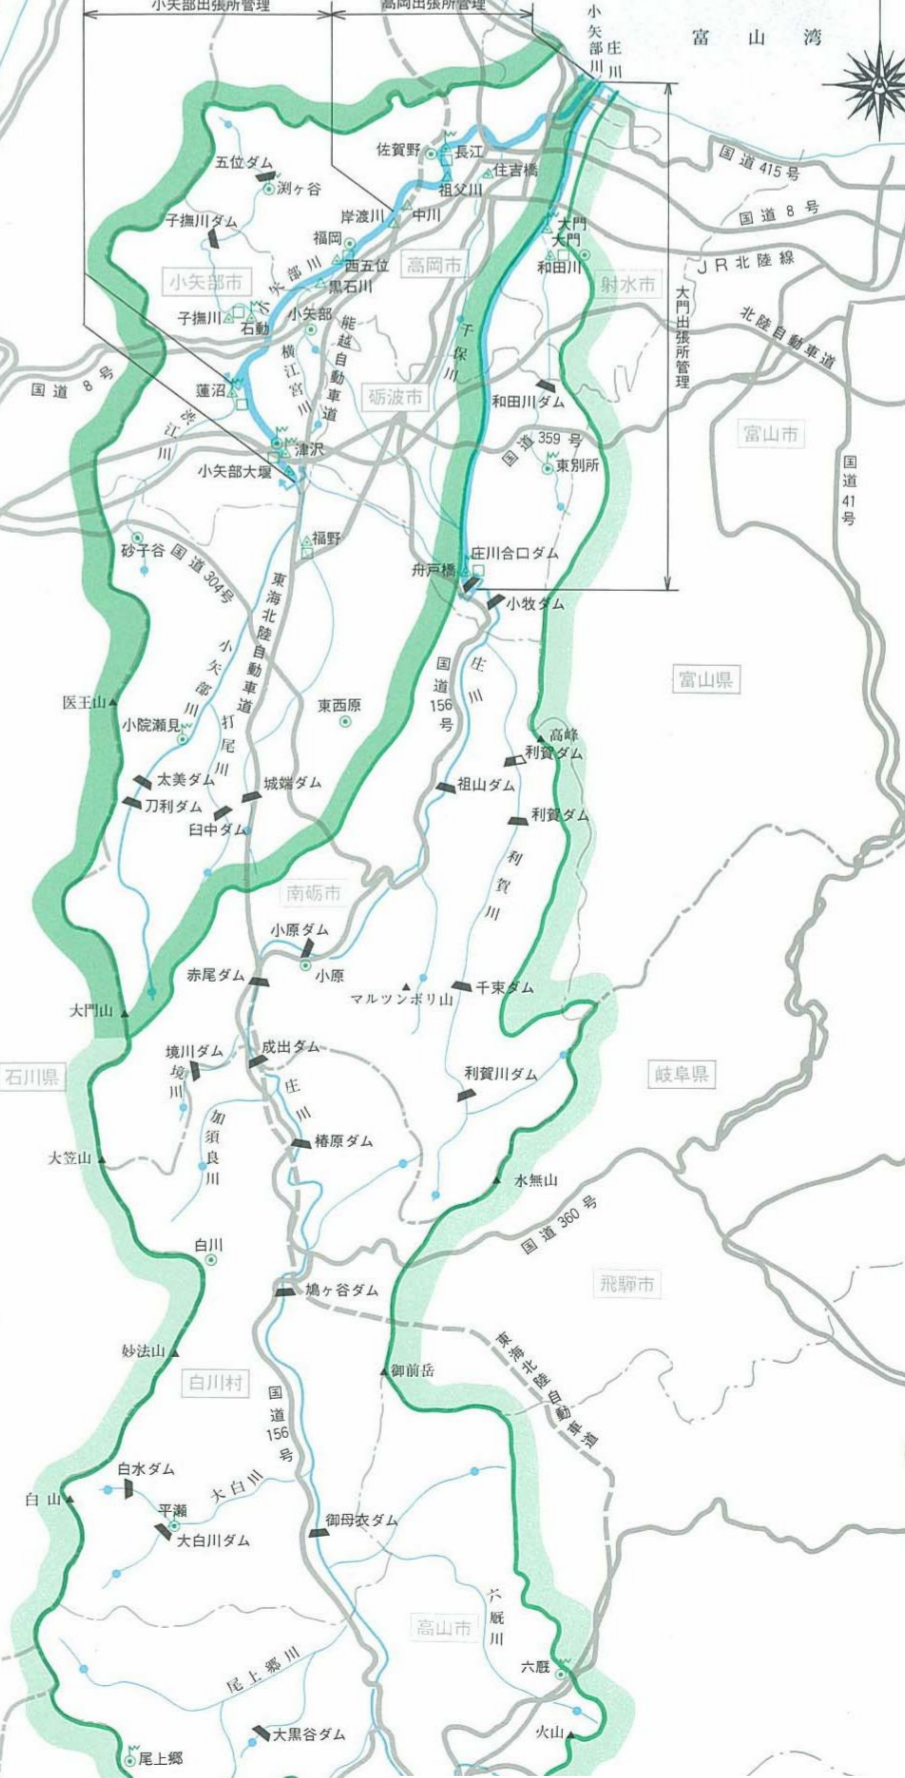 小矢部出張所管理
高岡出張所管理
小矢部川
庄川
富山湾
佐賀野
長江
国道415号
五位ダム
渕ヶ谷
住吉橋
祖父川
子撫川ダム
岸渡川
中川
国道8号
福岡
大門
大門
小矢部川
西五位
高岡市
和田川
JR北陸線
小矢部市
黒石川
射水市
大門出張所管理
子撫川
石動
小矢部
能越自動車道
千保川
北陸自動車道
横江宮川
国道8号
蓮沼
砺波市
和田川ダム
渋江川
富山市
国道359号
津沢
小矢部大堰
東別所
国道41号
砂子谷
国道304号
福野
庄川合口ダム
舟戸橋
東海北陸自動車道
小牧ダム
小矢部川
国道156号
庄川
富山県
医王山
東西原
小院瀬見
打尾川
高峰
利賀ダム
太美ダム
城端ダム
祖山ダム
刀利ダム
臼中ダム
利賀ダム
利賀川
南砺市
小原ダム
赤尾ダム
小原
千束ダム
マルツンボリ山
大門山
境川ダム
成出ダム
石川県
境川
庄川
利賀川ダム
岐阜県
加須良川
椿原ダム
大笠山
水無山
国道360号
白川
鳩ヶ谷ダム
飛騨市
妙法山
東海北陸自動車道
御前岳
白川村
国道156号
白水ダム
大白川
白山
平瀬
大白川ダム
御母衣ダム
六厩川
高山市
尾上郷川
六厩
大黒谷ダム
火山
尾上郷